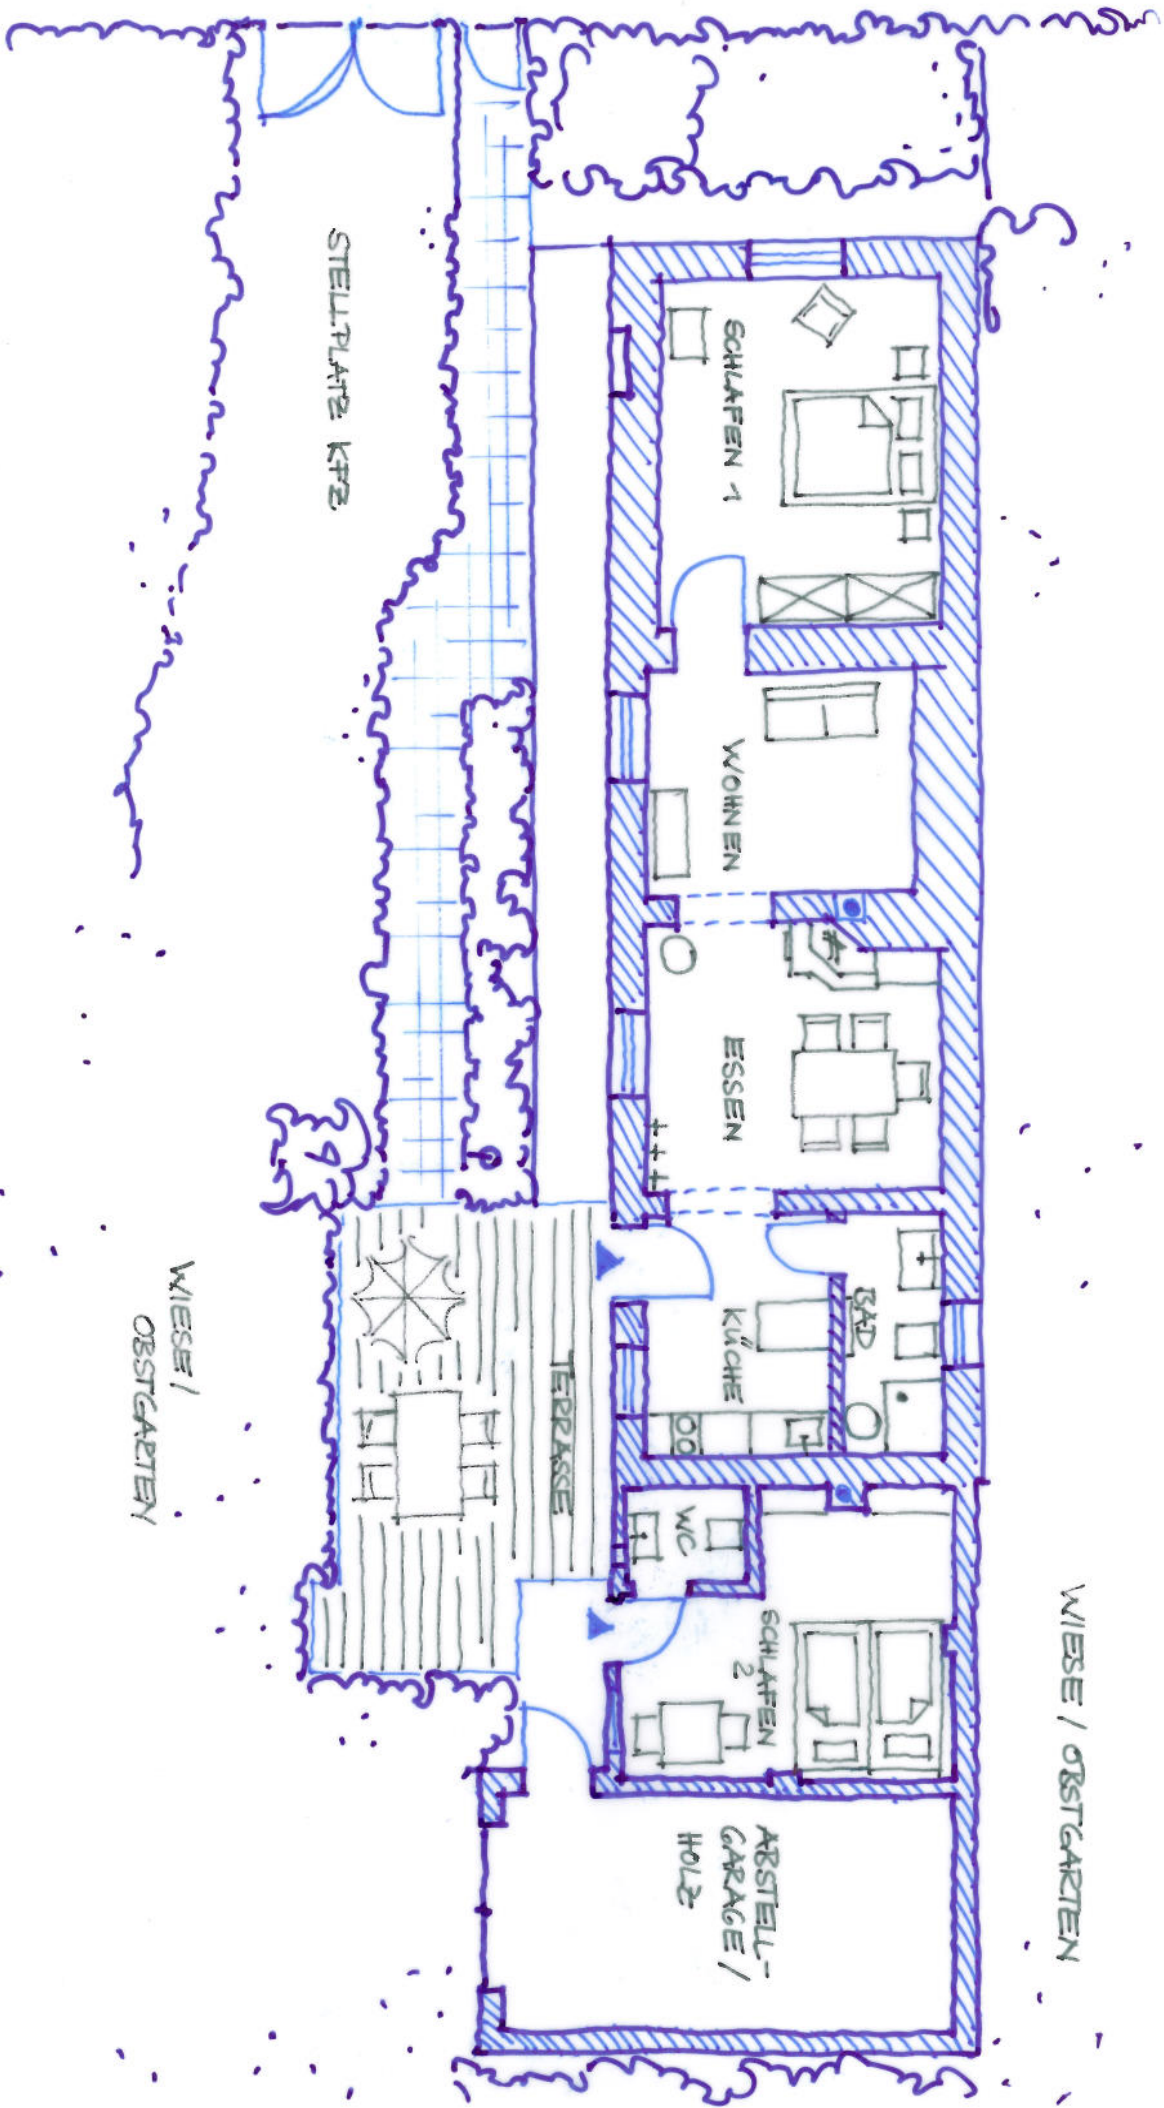 STELLPLATZ KFZ
SCHLAFEN 1
WOHNEN
ESSEN
KÜCHE
BAD
TERRASSE
WC
SCHLAFEN
2
ABSTELL-
GARAGE /
HOLZ
WIESE /
OBSTGARTEN
WIESE / OBSTGARTEN